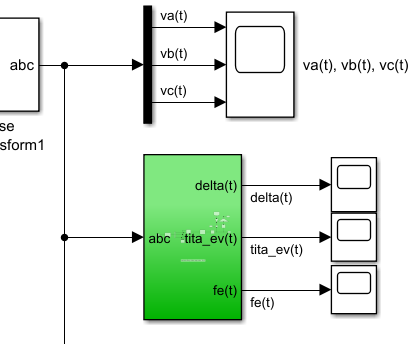 va(t)
abc
vb(t)
va(t), vb(t), vc(t)
vc(t)
se
sform1
delta(t)
delta(t)
abc
tita_ev(t)
tita_ev(t)
fe(t)
fe(t)